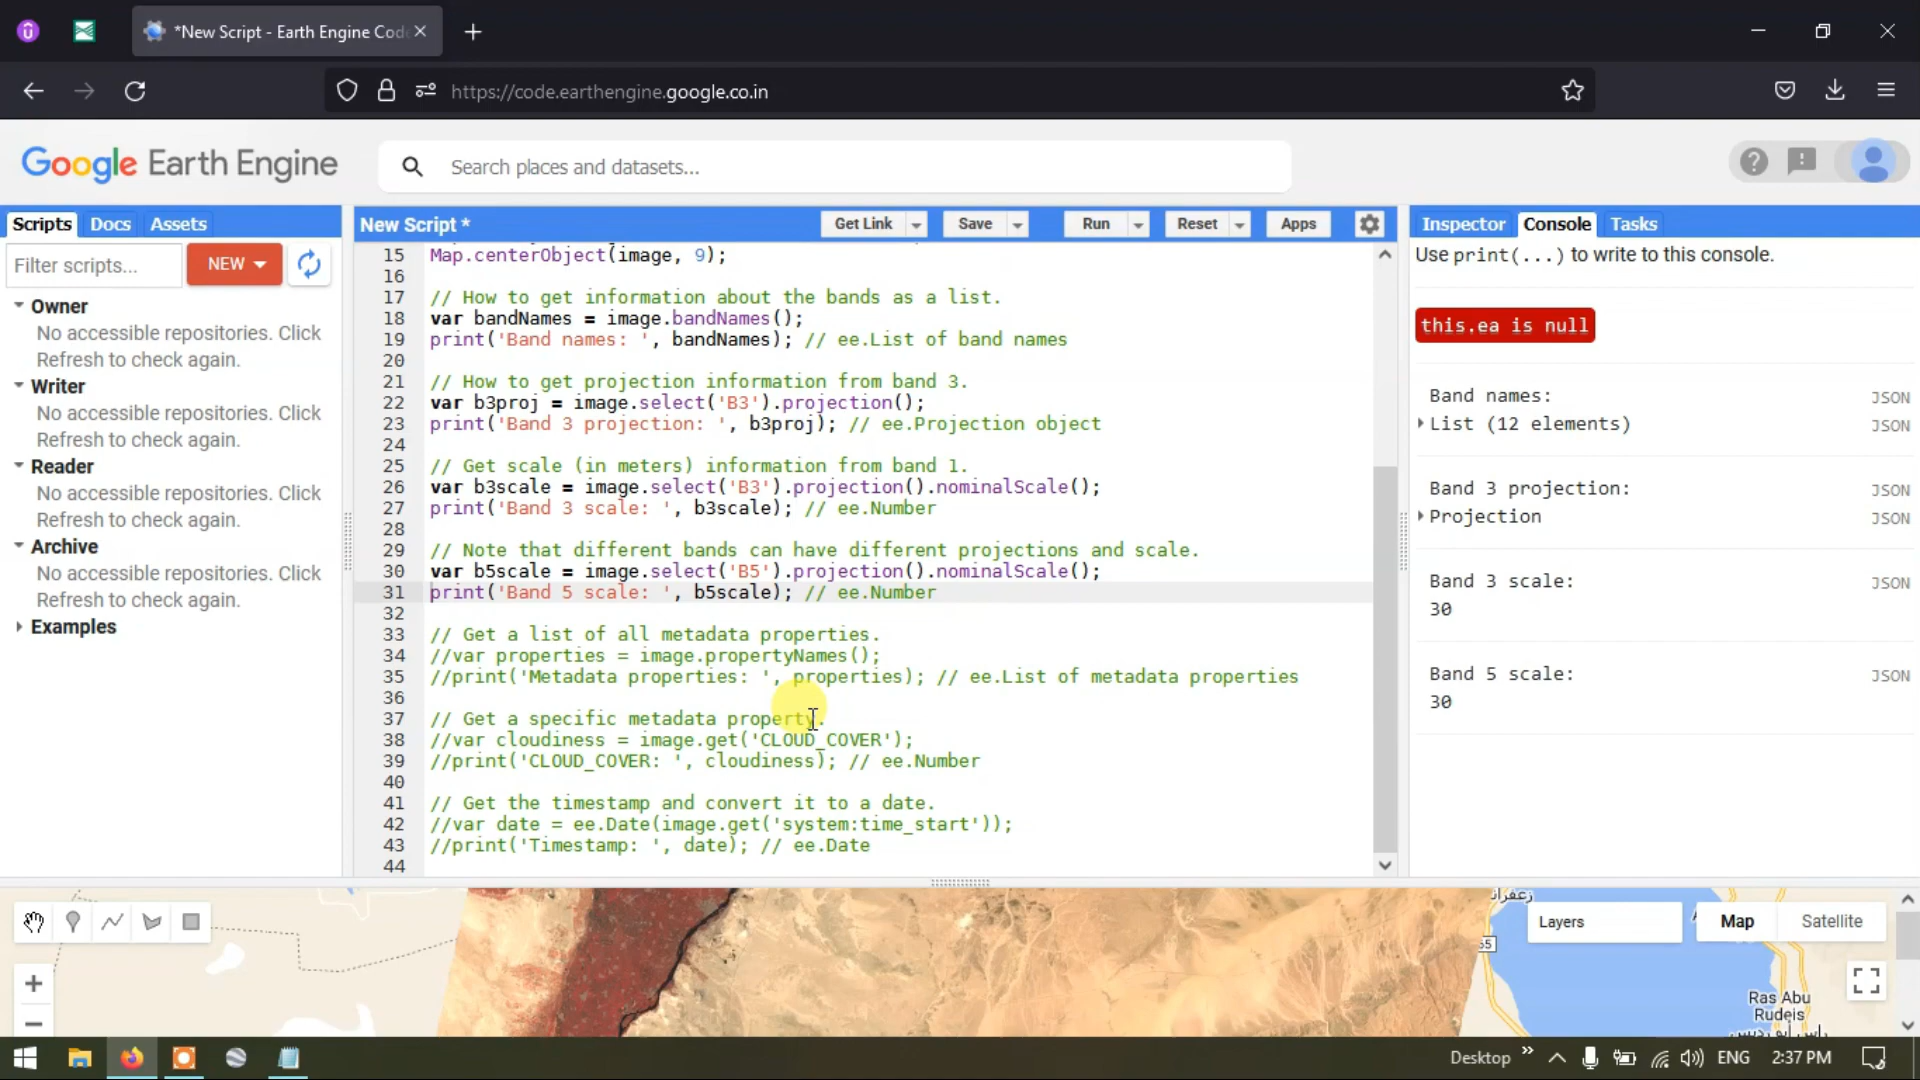 *New Script - Earth Engine Cod
https://code.earthengine.google.co.in
Google Earth Engine
Search places and datasets...
Scripts
Docs
Assets
New Script *
Get Link
Save
Run
Reset
Apps
Inspector
Console
Tasks
Filter scripts...
NEW
Owner
No accessible repositories. Click
Refresh to check again.
Writer
No accessible repositories. Click
Refresh to check again.
Reader
No accessible repositories. Click
Refresh to check again.
Archive
No accessible repositories. Click
Refresh to check again.
Examples
15 Map.centerObject(image, 9);
16
17 // How to get information about the bands as a list.
18 var bandNames = image.bandNames();
19 print('Band names: ', bandNames); // ee.List of band names
20
21 // How to get projection information from band 3.
22 var b3proj = image.select('B3').projection();
23 print('Band 3 projection: ', b3proj); // ee.Projection object
24
25 // Get scale (in meters) information from band 1.
26 var b3scale = image.select('B3').projection().nominalScale();
27 print('Band 3 scale: ', b3scale); // ee.Number
28
29 // Note that different bands can have different projections and scale.
30 var b5scale = image.select('B5').projection().nominalScale();
31 print('Band 5 scale: ', b5scale); // ee.Number
32
33 // Get a list of all metadata properties.
34 //var properties = image.propertyNames();
35 //print('Metadata properties: ', properties); // ee.List of metadata properties
36
37 // Get a specific metadata property.
38 //var cloudiness = image.get('CLOUD_COVER');
39 //print('CLOUD_COVER: ', cloudiness); // ee.Number
40
41 // Get the timestamp and convert it to a date.
42 //var date = ee.Date(image.get('system:time_start'));
43 //print('Timestamp: ', date); // ee.Date
44
Use print(...) to write to this console.
this.ea is null
Band names: JSON
List (12 elements) JSON
Band 3 projection: JSON
Projection JSON
Band 3 scale: JSON
30
Band 5 scale: JSON
30
زعفرانة
Layers
Map
Satellite
Ras Abu
Rudeis
Desktop
ENG
2:37 PM